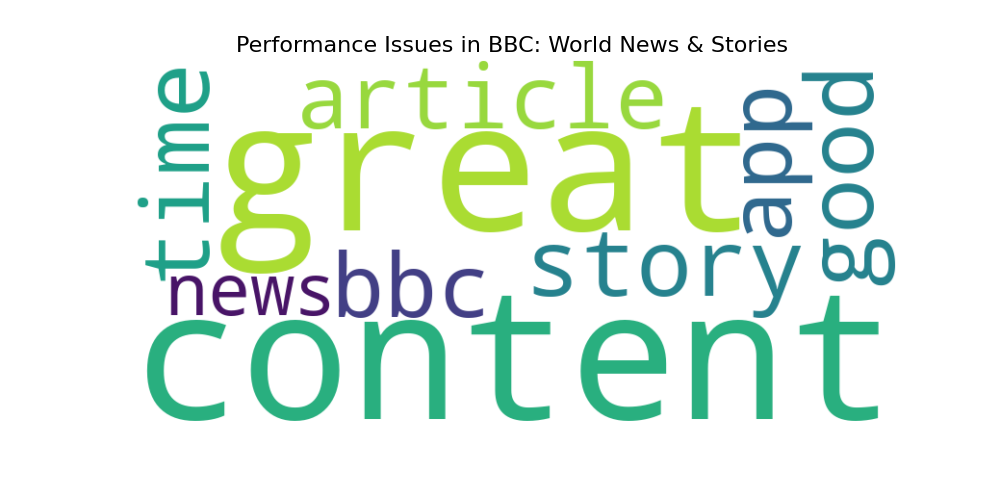 Performance Issues in BBC: World News & Stories
time
article
great
app
good
story
news
bbc
content